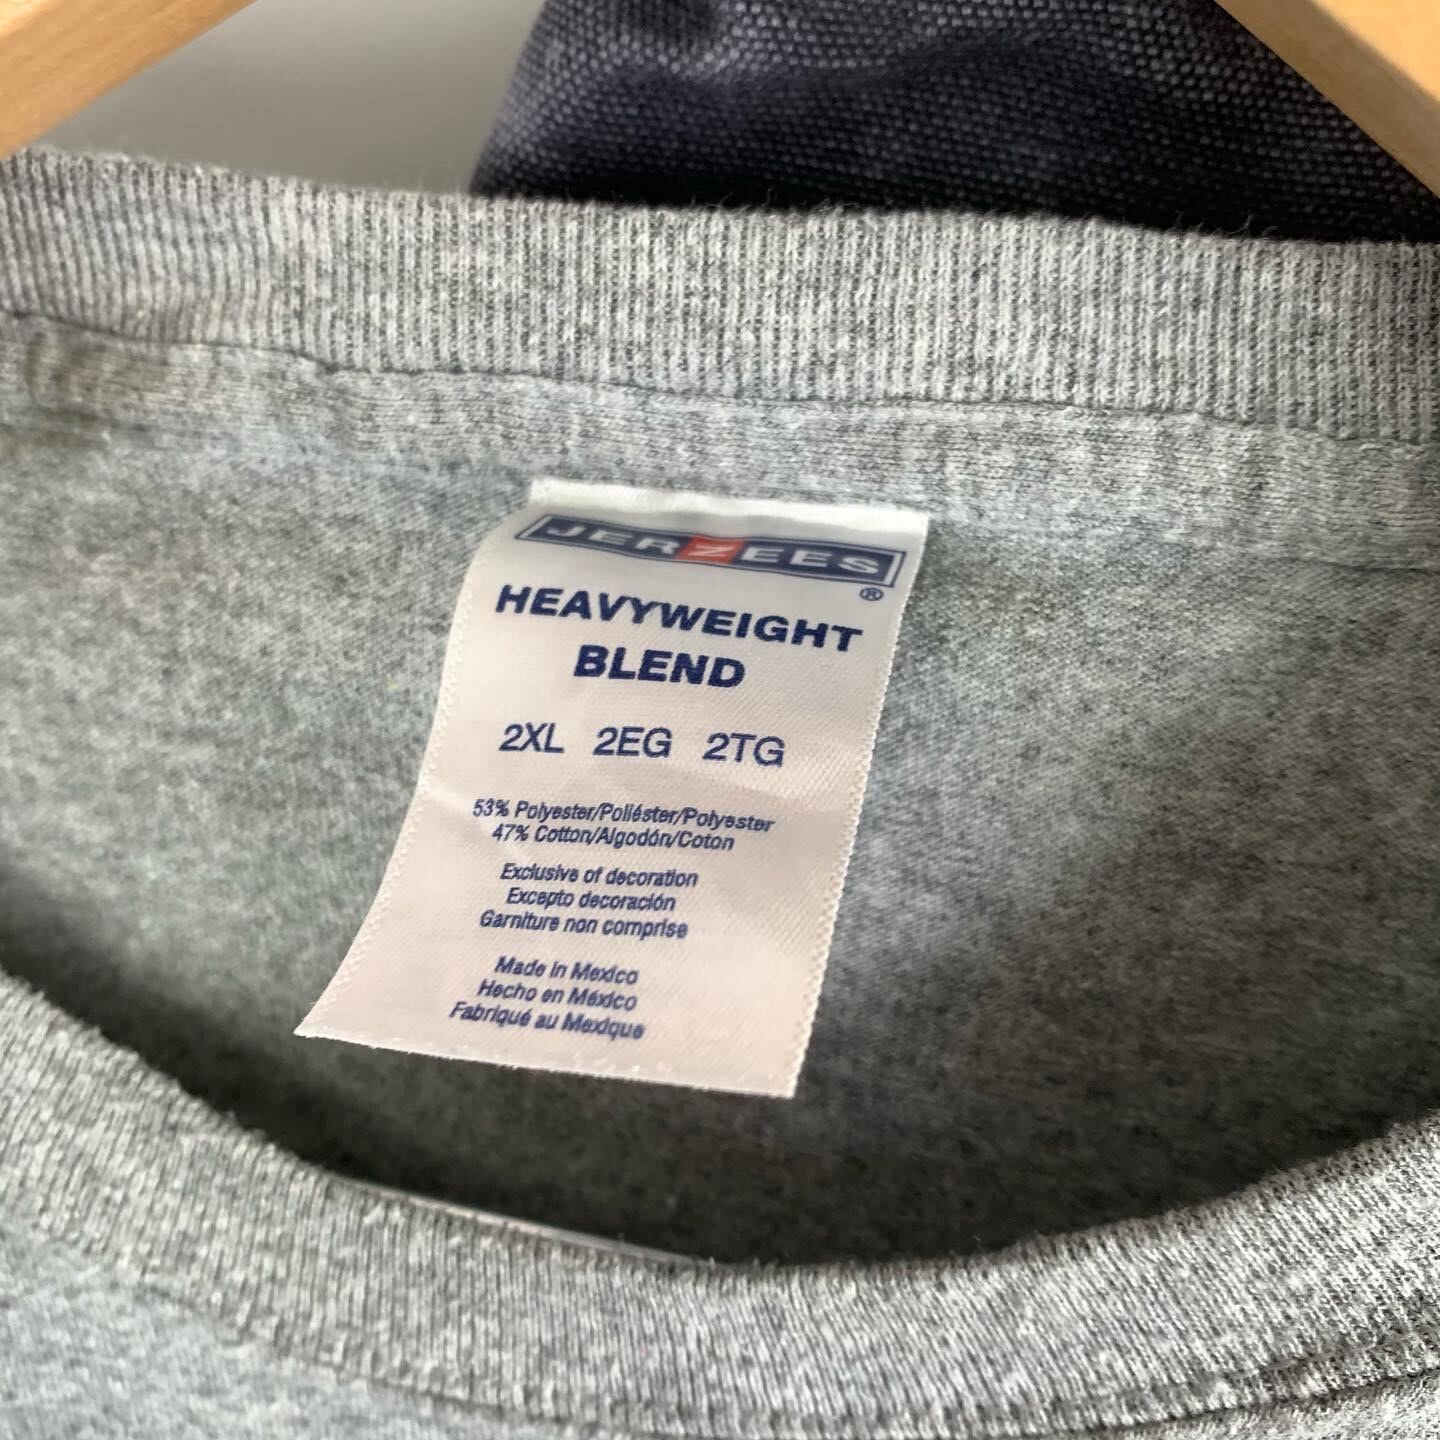 JERZEES®
HEAVYWEIGHT
BLEND
2XL 2EG 2TG
53% Polyester/Poliéster/Polyester
47% Cotton/Algodón/Coton
Exclusive of decoration
Excepto decoración
Garniture non comprise
Made in Mexico
Hecho en México
Fabriqué au Mexique